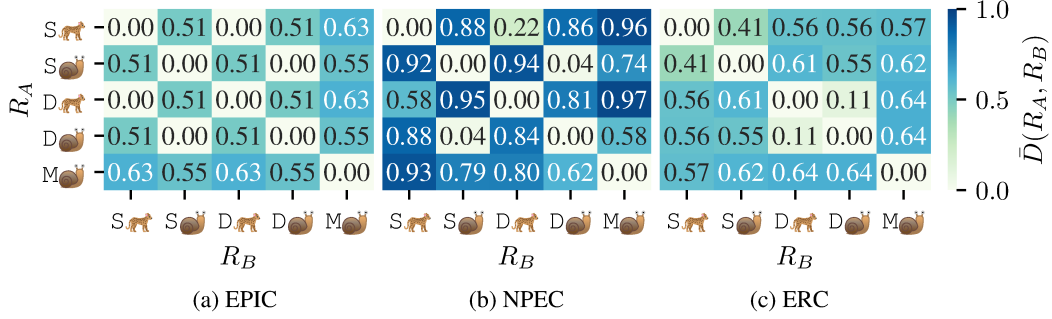 S 🐆 0.00 0.51 0.00 0.51 0.63 0.00 0.88 0.22 0.86 0.96 0.00 0.41 0.56 0.56 0.57 1.0
S 🐌 0.51 0.00 0.51 0.00 0.55 0.92 0.00 0.94 0.04 0.74 0.41 0.00 0.61 0.55 0.62
D 🐆 0.00 0.51 0.00 0.51 0.63 0.58 0.95 0.00 0.81 0.97 0.56 0.61 0.00 0.11 0.64 0.5
D 🐌 0.51 0.00 0.51 0.00 0.55 0.88 0.04 0.84 0.00 0.58 0.56 0.55 0.11 0.00 0.64
M 🐌 0.63 0.55 0.63 0.55 0.00 0.93 0.79 0.80 0.62 0.00 0.57 0.62 0.64 0.64 0.00 0.0
R_A
D̄(R_A, R_B)
S 🐆 S 🐌 D 🐆 D 🐌 M 🐌 S 🐆 S 🐌 D 🐆 D 🐌 M 🐌 S 🐆 S 🐌 D 🐆 D 🐌 M 🐌
R_B R_B R_B
(a) EPIC (b) NPEC (c) ERC